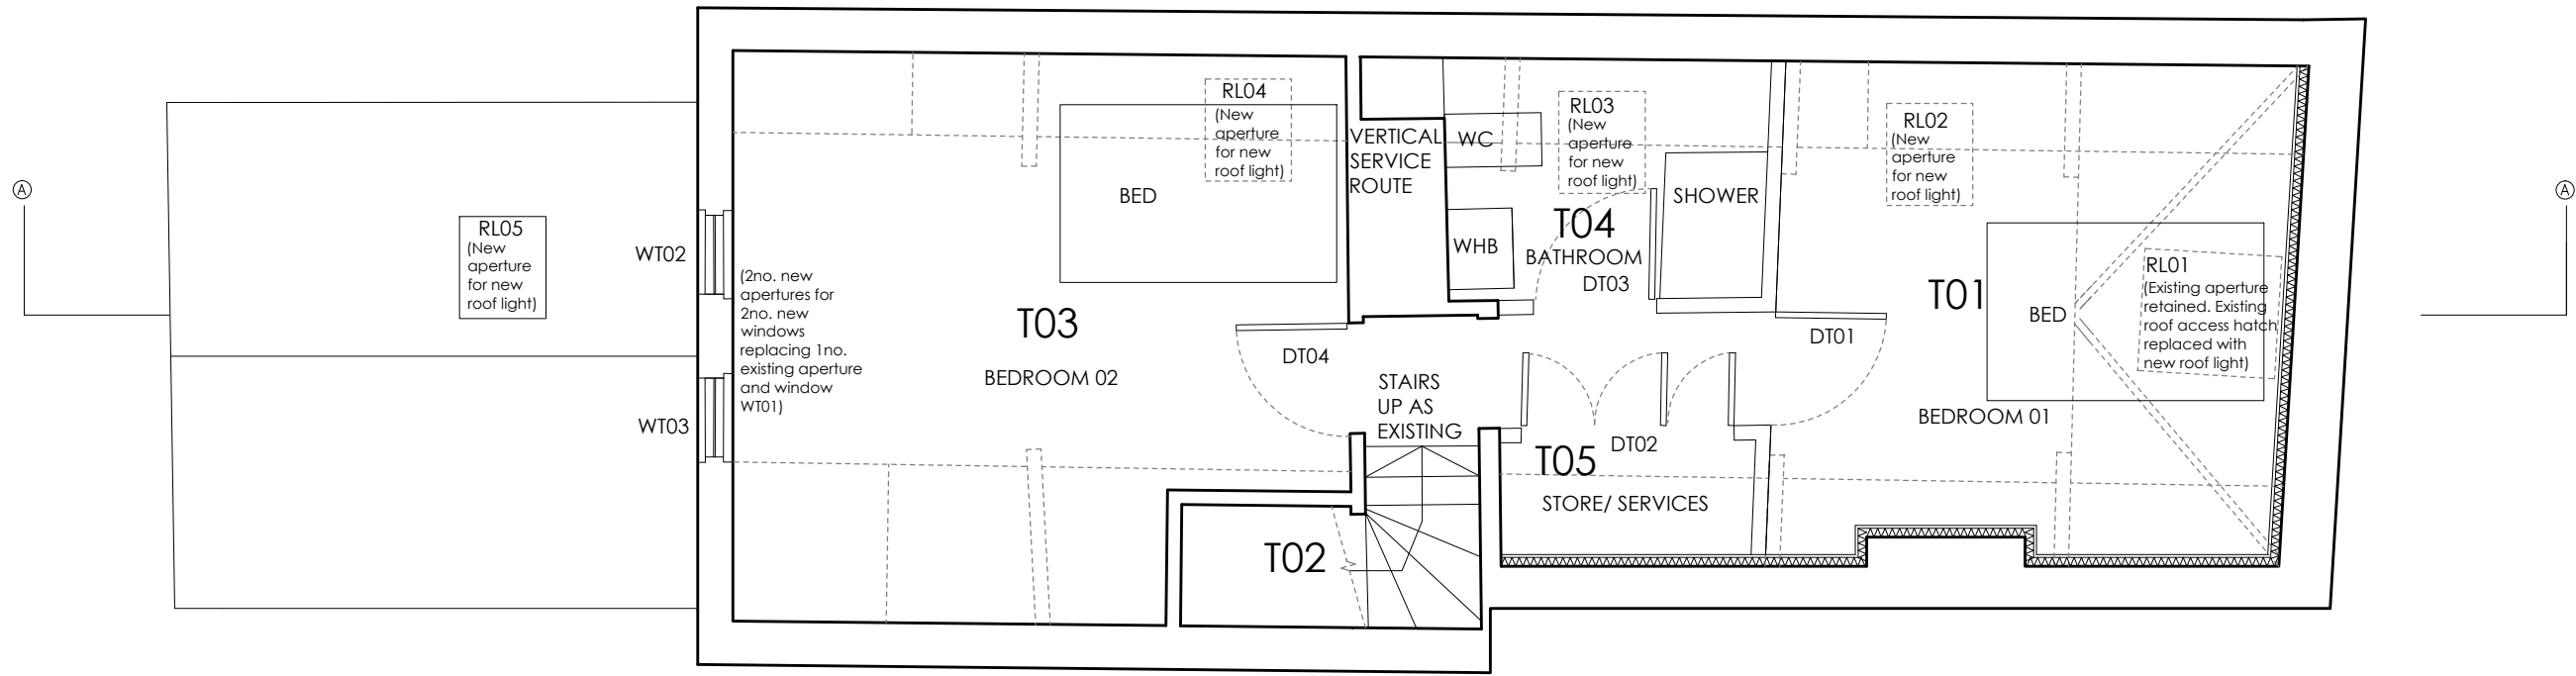 A
RL05
(New
aperture
for new
roof light)
WT02
WT03
(2no. new
apertures for
2no. new
windows
replacing 1no.
existing aperture
and window
WT01)
RL04
(New
aperture
for new
roof light)
BED
T03
BEDROOM 02
DT04
VERTICAL
SERVICE
ROUTE
WC
WHB
RL03
(New
aperture
for new
roof light)
T04
BATHROOM
DT03
SHOWER
STAIRS
UP AS
EXISTING
T02
T05
DT02
STORE/ SERVICES
DT01
RL02
(New
aperture
for new
roof light)
T01
BED
BEDROOM 01
RL01
(Existing aperture
retained. Existing
roof access hatch
replaced with
new roof light)
A